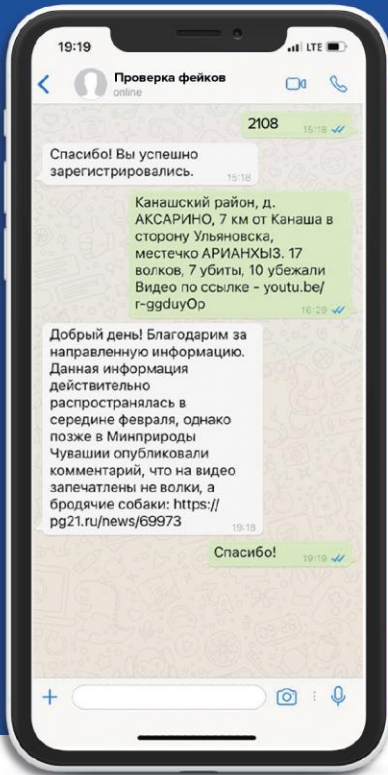 19:19
LTE
Проверка фейков
online
2108
15:18
Спасибо! Вы успешно
зарегистрировались.
15:18
Канашский район, д.
АКСАРИНО, 7 км от Канаша в
сторону Ульяновска,
местечко АРИАНХЫЗ. 17
волков, 7 убиты, 10 убежали
Видео по ссылке - youtu.be/
r-ggduyOp
16:29
Добрый день! Благодарим за
направленную информацию.
Данная информация
действительно
распространялась в
середине февраля, однако
позже в Минприроды
Чувашии опубликовали
комментарий, что на видео
запечатлены не волки, а
бродячие собаки: https://
pg21.ru/news/69973
19:18
Спасибо!
19:19